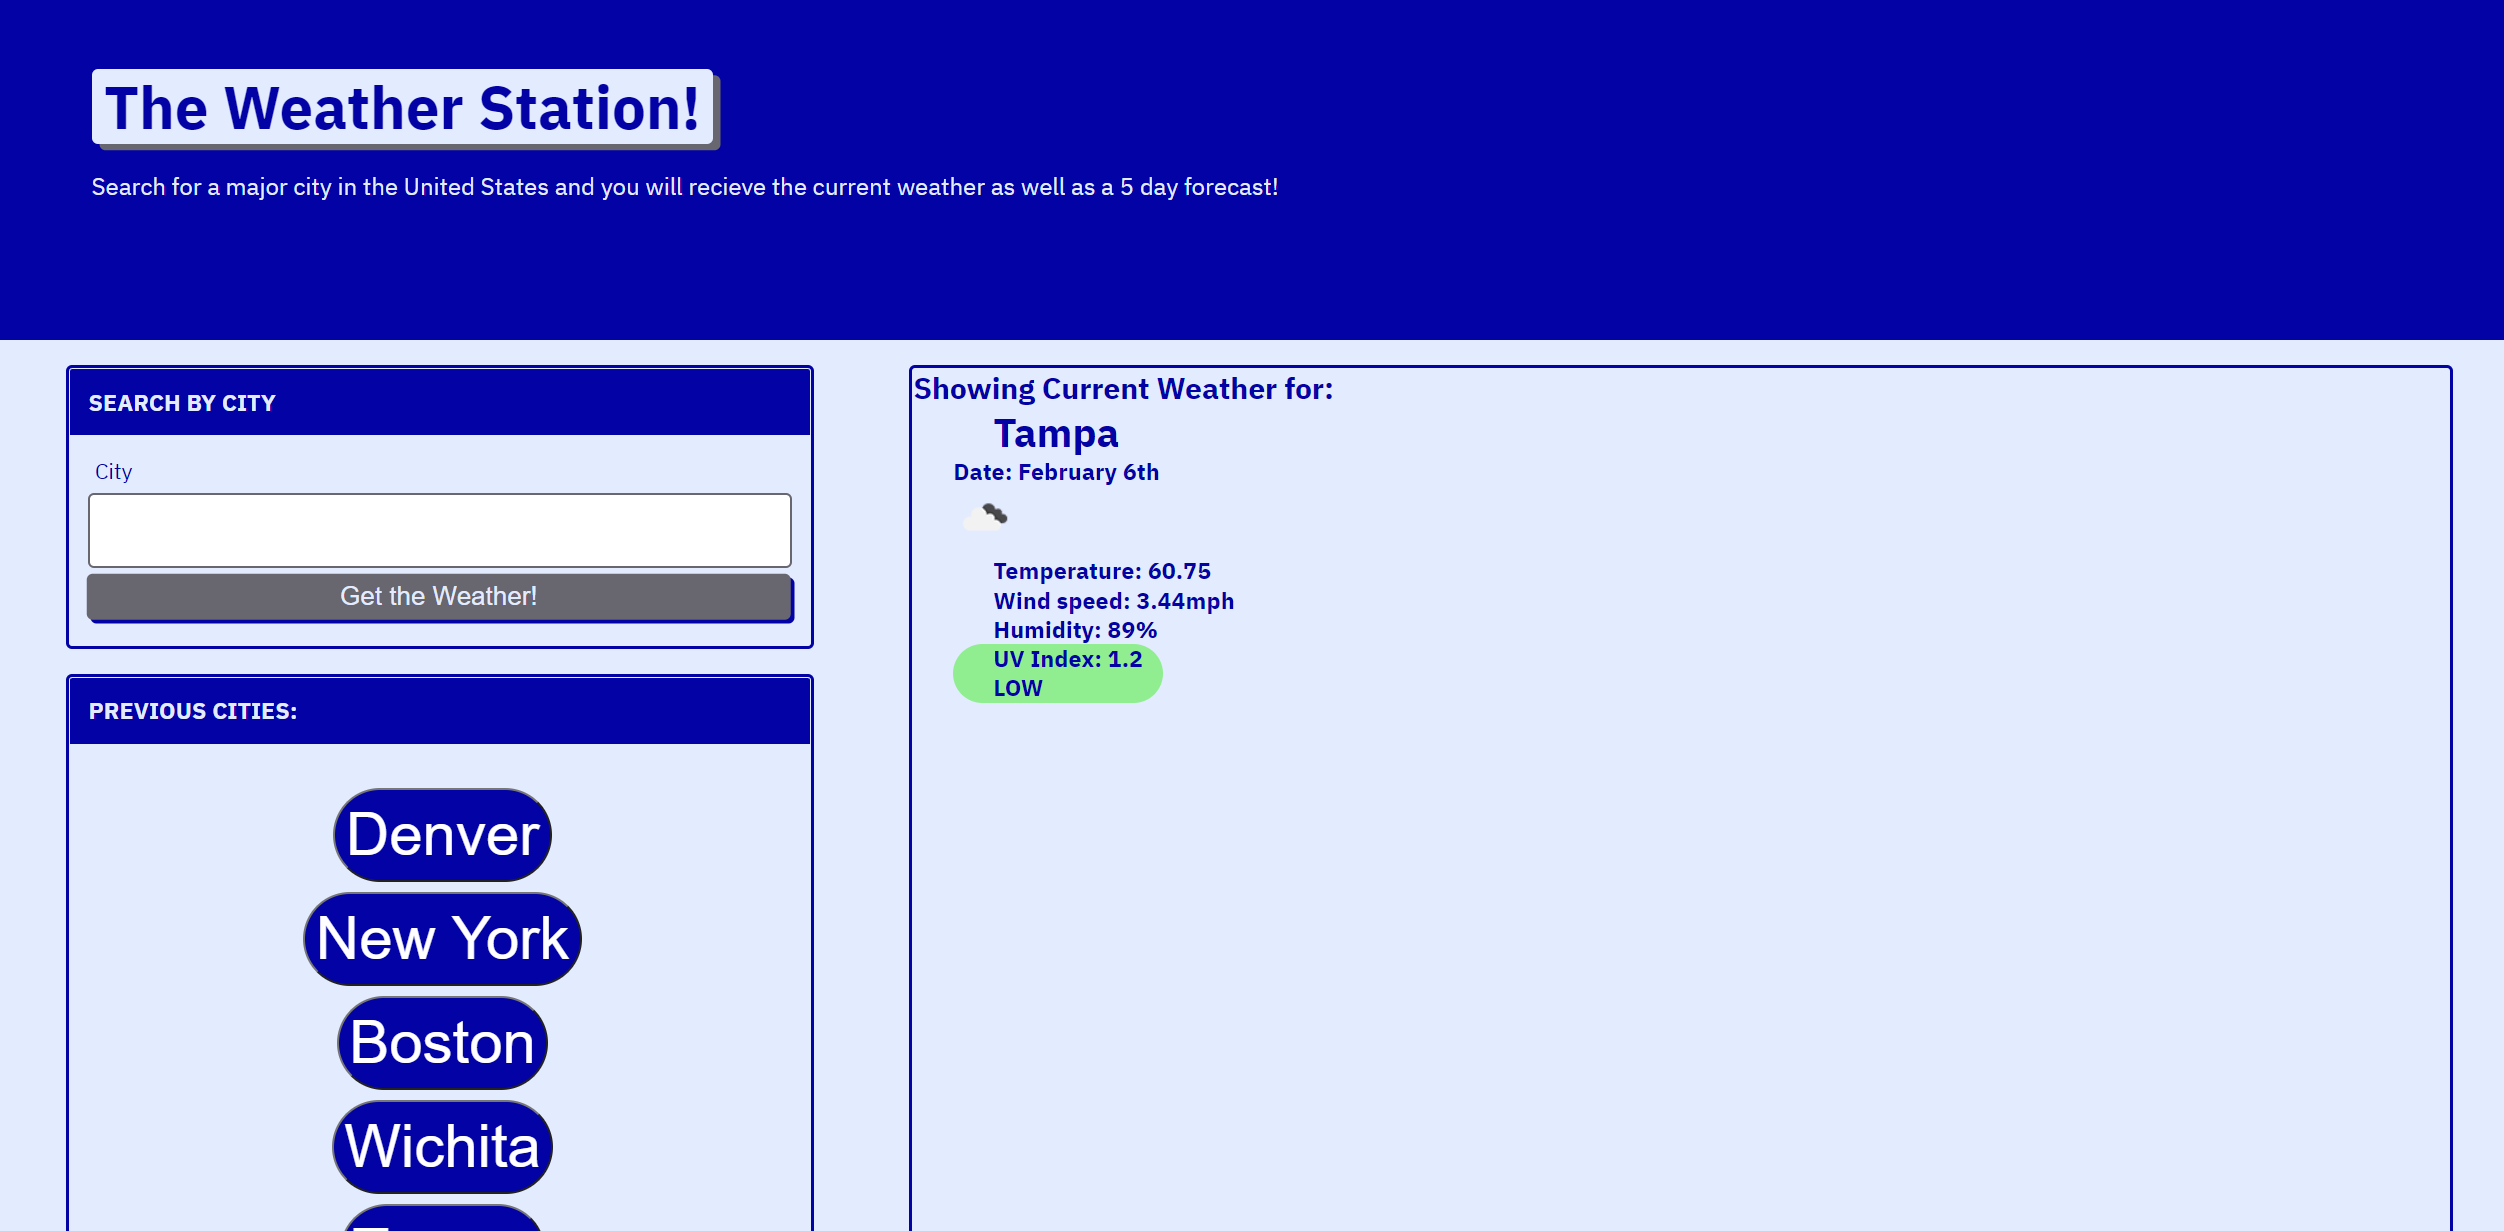 The Weather Station!
Search for a major city in the United States and you will recieve the current weather as well as a 5 day forecast!
SEARCH BY CITY
City
Get the Weather!
PREVIOUS CITIES:
Denver
New York
Boston
Wichita
Showing Current Weather for:
Tampa
Date: February 6th
Temperature: 60.75
Wind speed: 3.44mph
Humidity: 89%
UV Index: 1.2
LOW